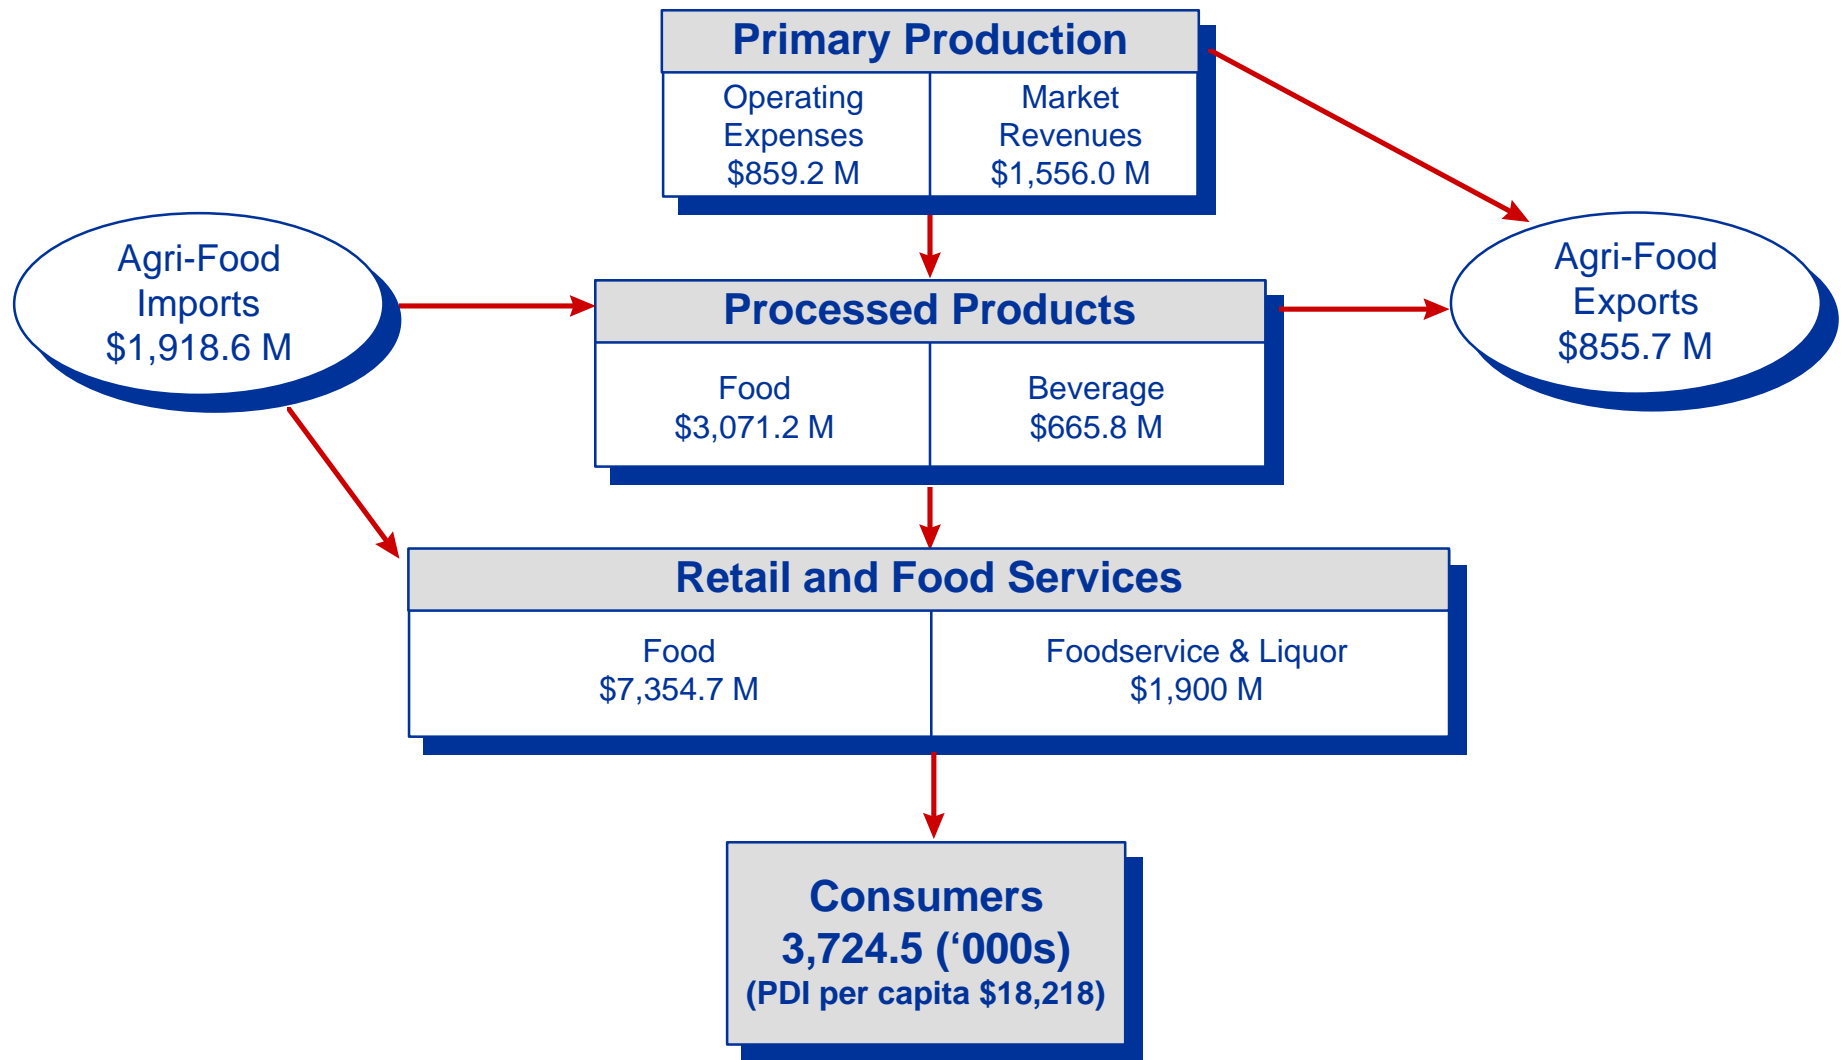 Primary Production
Operating
Expenses
$859.2 M
Market
Revenues
$1,556.0 M
Agri-Food
Imports
$1,918.6 M
Agri-Food
Exports
$855.7 M
Processed Products
Food
$3,071.2 M
Beverage
$665.8 M
Retail and Food Services
Food
$7,354.7 M
Foodservice & Liquor
$1,900 M
Consumers
3,724.5 (‘000s)
(PDI per capita $18,218)